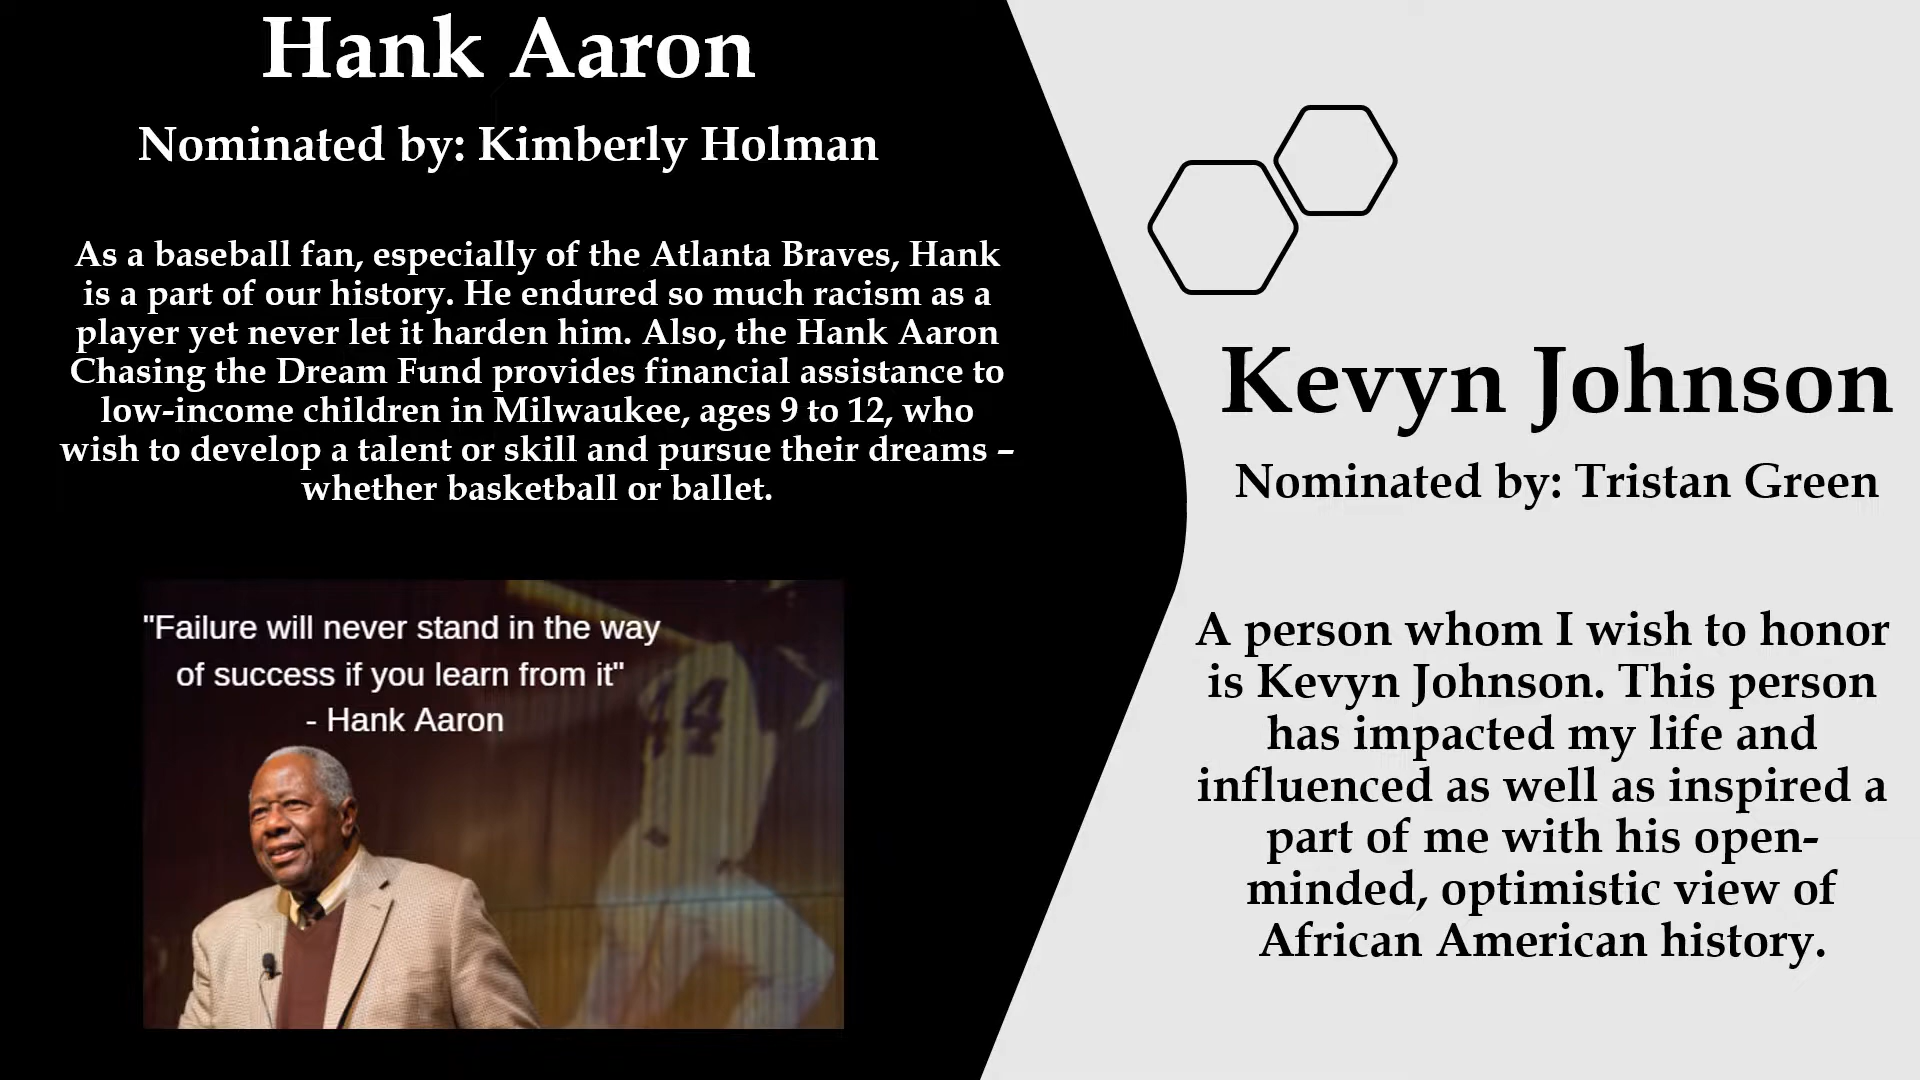 Hank Aaron
Nominated by: Kimberly Holman
As a baseball fan, especially of the Atlanta Braves, Hank
is a part of our history. He endured so much racism as a
player yet never let it harden him. Also, the Hank Aaron
Chasing the Dream Fund provides financial assistance to
low-income children in Milwaukee, ages 9 to 12, who
wish to develop a talent or skill and pursue their dreams –
whether basketball or ballet.
"Failure will never stand in the way
of success if you learn from it"
- Hank Aaron
44
Kevyn Johnson
Nominated by: Tristan Green
A person whom I wish to honor
is Kevyn Johnson. This person
has impacted my life and
influenced as well as inspired a
part of me with his open-
minded, optimistic view of
African American history.